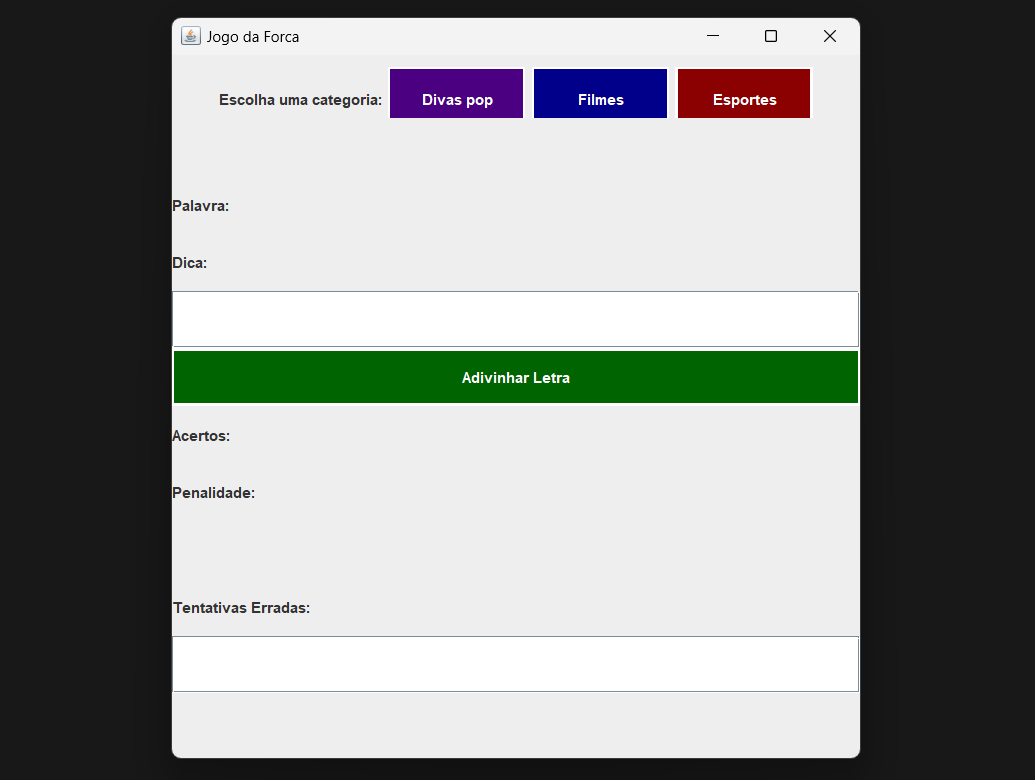 Jogo da Forca
Escolha uma categoria: Divas pop Filmes Esportes
Palavra:
Dica:
Adivinhar Letra
Acertos:
Penalidade:
Tentativas Erradas: